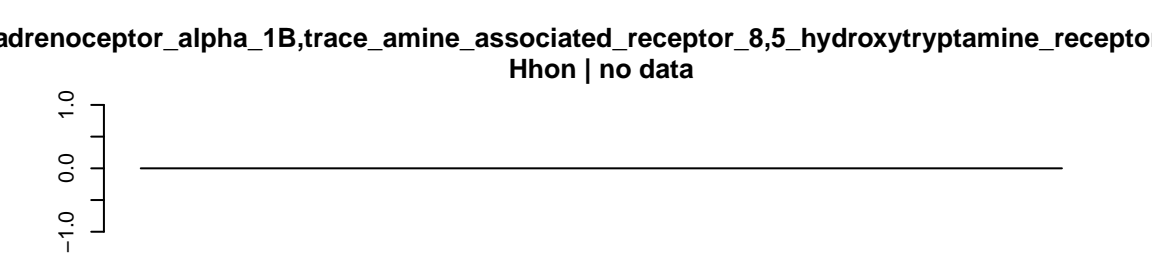 adrenoceptor_alpha_1B,trace_amine_associated_receptor_8,5_hydroxytryptamine_receptor
Hhon | no data
1.0
0.0
−1.0